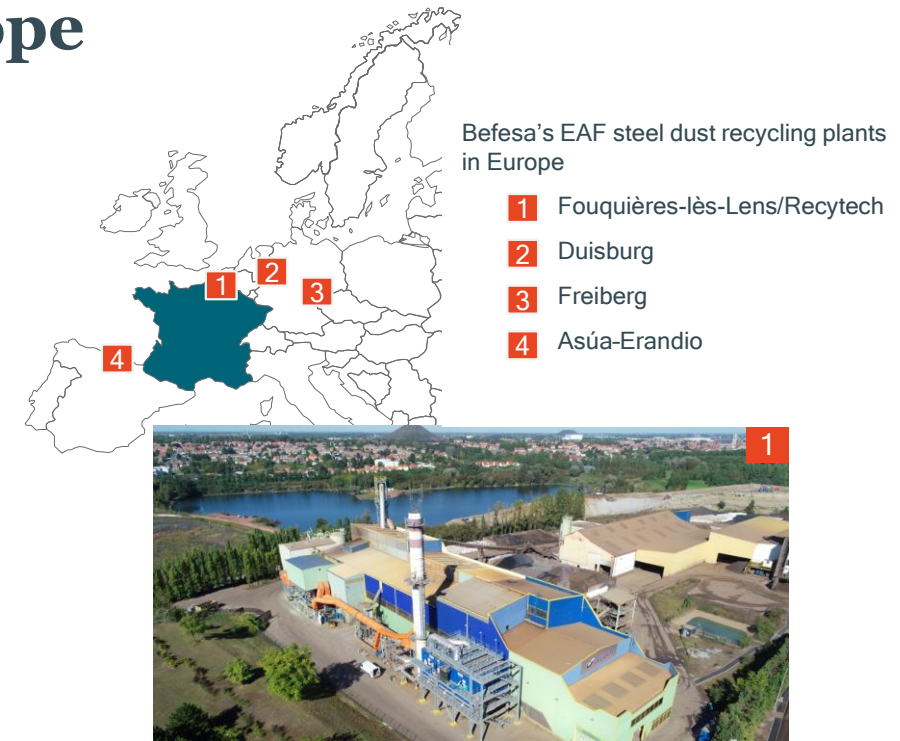 ope
Befesa's EAF steel dust recycling plants
in Europe
1 Fouquières-lès-Lens/Recytech
2 Duisburg
3 Freiberg
4 Asúa-Erandio
1
2
3
4
1